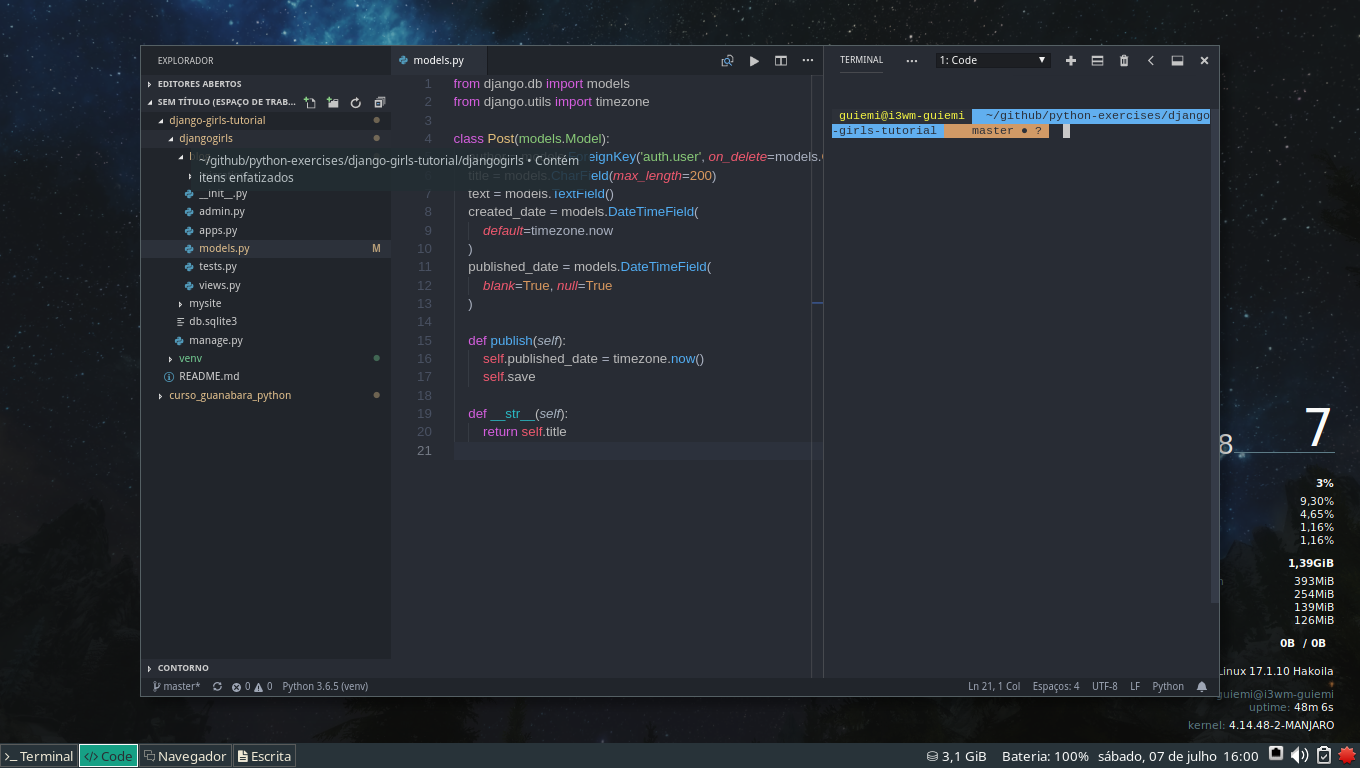 EXPLORADOR
EDITORES ABERTOS
SEM TÍTULO (ESPAÇO DE TRAB...
django-girls-tutorial
djangogirls
~/github/python-exercises/django-girls-tutorial/djangogirls • Contém
itens enfatizados
__init__.py
admin.py
apps.py
models.py M
tests.py
views.py
mysite
db.sqlite3
manage.py
venv
README.md
curso_guanabara_python
CONTORNO
models.py
1 from django.db import models
2 from django.utils import timezone
3
4 class Post(models.Model):
ForeignKey('auth.user', on_delete=models.
title = models.CharField(max_length=200)
7 text = models.TextField()
8 created_date = models.DateTimeField(
9 default=timezone.now
10 )
11 published_date = models.DateTimeField(
12 blank=True, null=True
13 )
14
15 def publish(self):
16 self.published_date = timezone.now()
17 self.save
18
19 def __str__(self):
20 return self.title
21
TERMINAL ... 1: Code
guiemi@i3wm-guiemi ~/github/python-exercises/django
-girls-tutorial master ● ?
master* 0 0 Python 3.6.5 (venv)
Ln 21, 1 Col Espaços: 4 UTF-8 LF Python
7
8
3%
9,30%
4,65%
1,16%
1,16%
1,39GiB
393MiB
254MiB
139MiB
126MiB
0B / 0B
Linux 17.1.10 Hakoila
guiemi@i3wm-guiemi
uptime: 48m 6s
kernel: 4.14.48-2-MANJARO
>_ Terminal </> Code Navegador Escrita
3,1 GiB Bateria: 100% sábado, 07 de julho 16:00